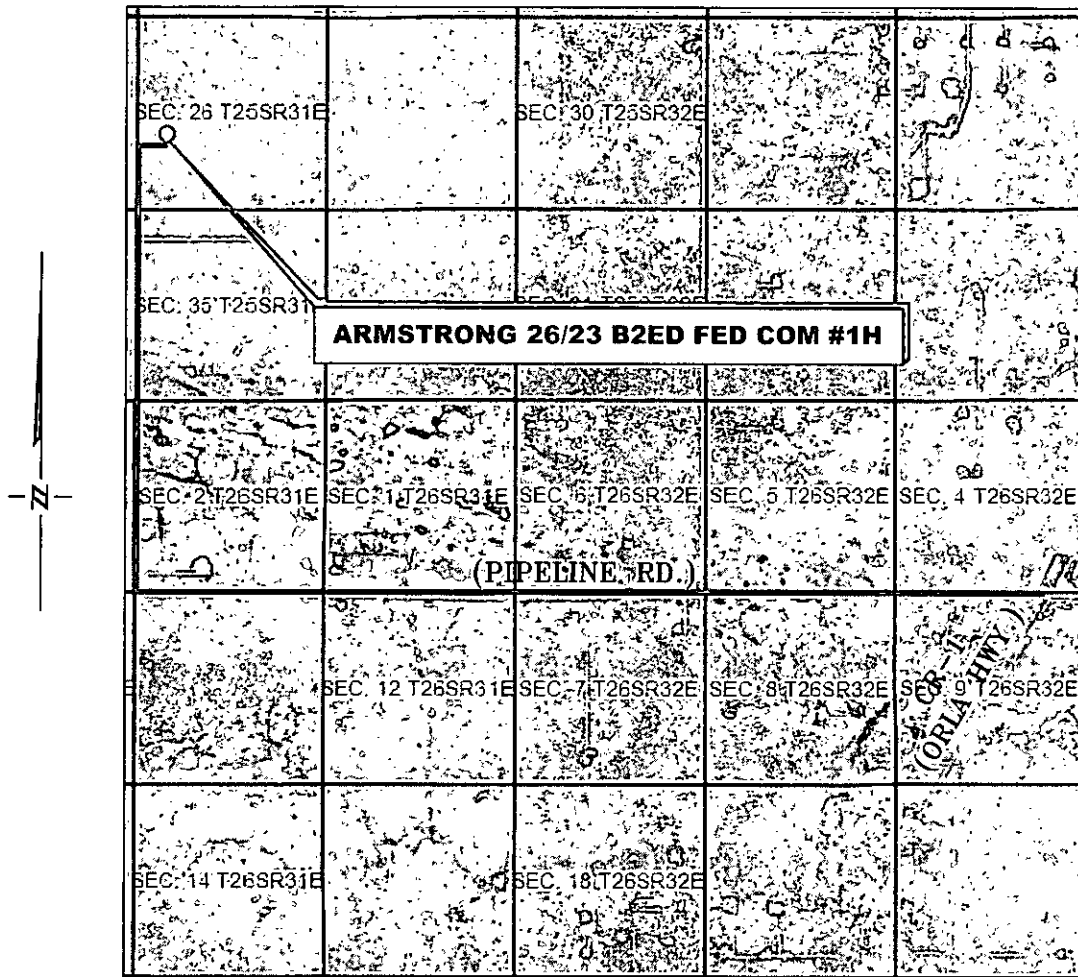 SEC. 26 T25SR31E
SEC. 30 T25SR32E
SEC. 35 T25SR31
ARMSTRONG 26/23 B2ED FED COM #1H
N
SEC. 2 T26SR31E
SEC. 1 T26SR31E
SEC. 6 T26SR32E
SEC. 5 T26SR32E
SEC. 4 T26SR32E
(PIPELINE RD.)
SEC. 12 T26SR31E
SEC. 7 T26SR32E
SEC. 8 T26SR32E
SEC. 9 T26SR32E
CR-1
(ORLA HWY.)
SEC. 14 T26SR31E
SEC. 18 T26SR32E